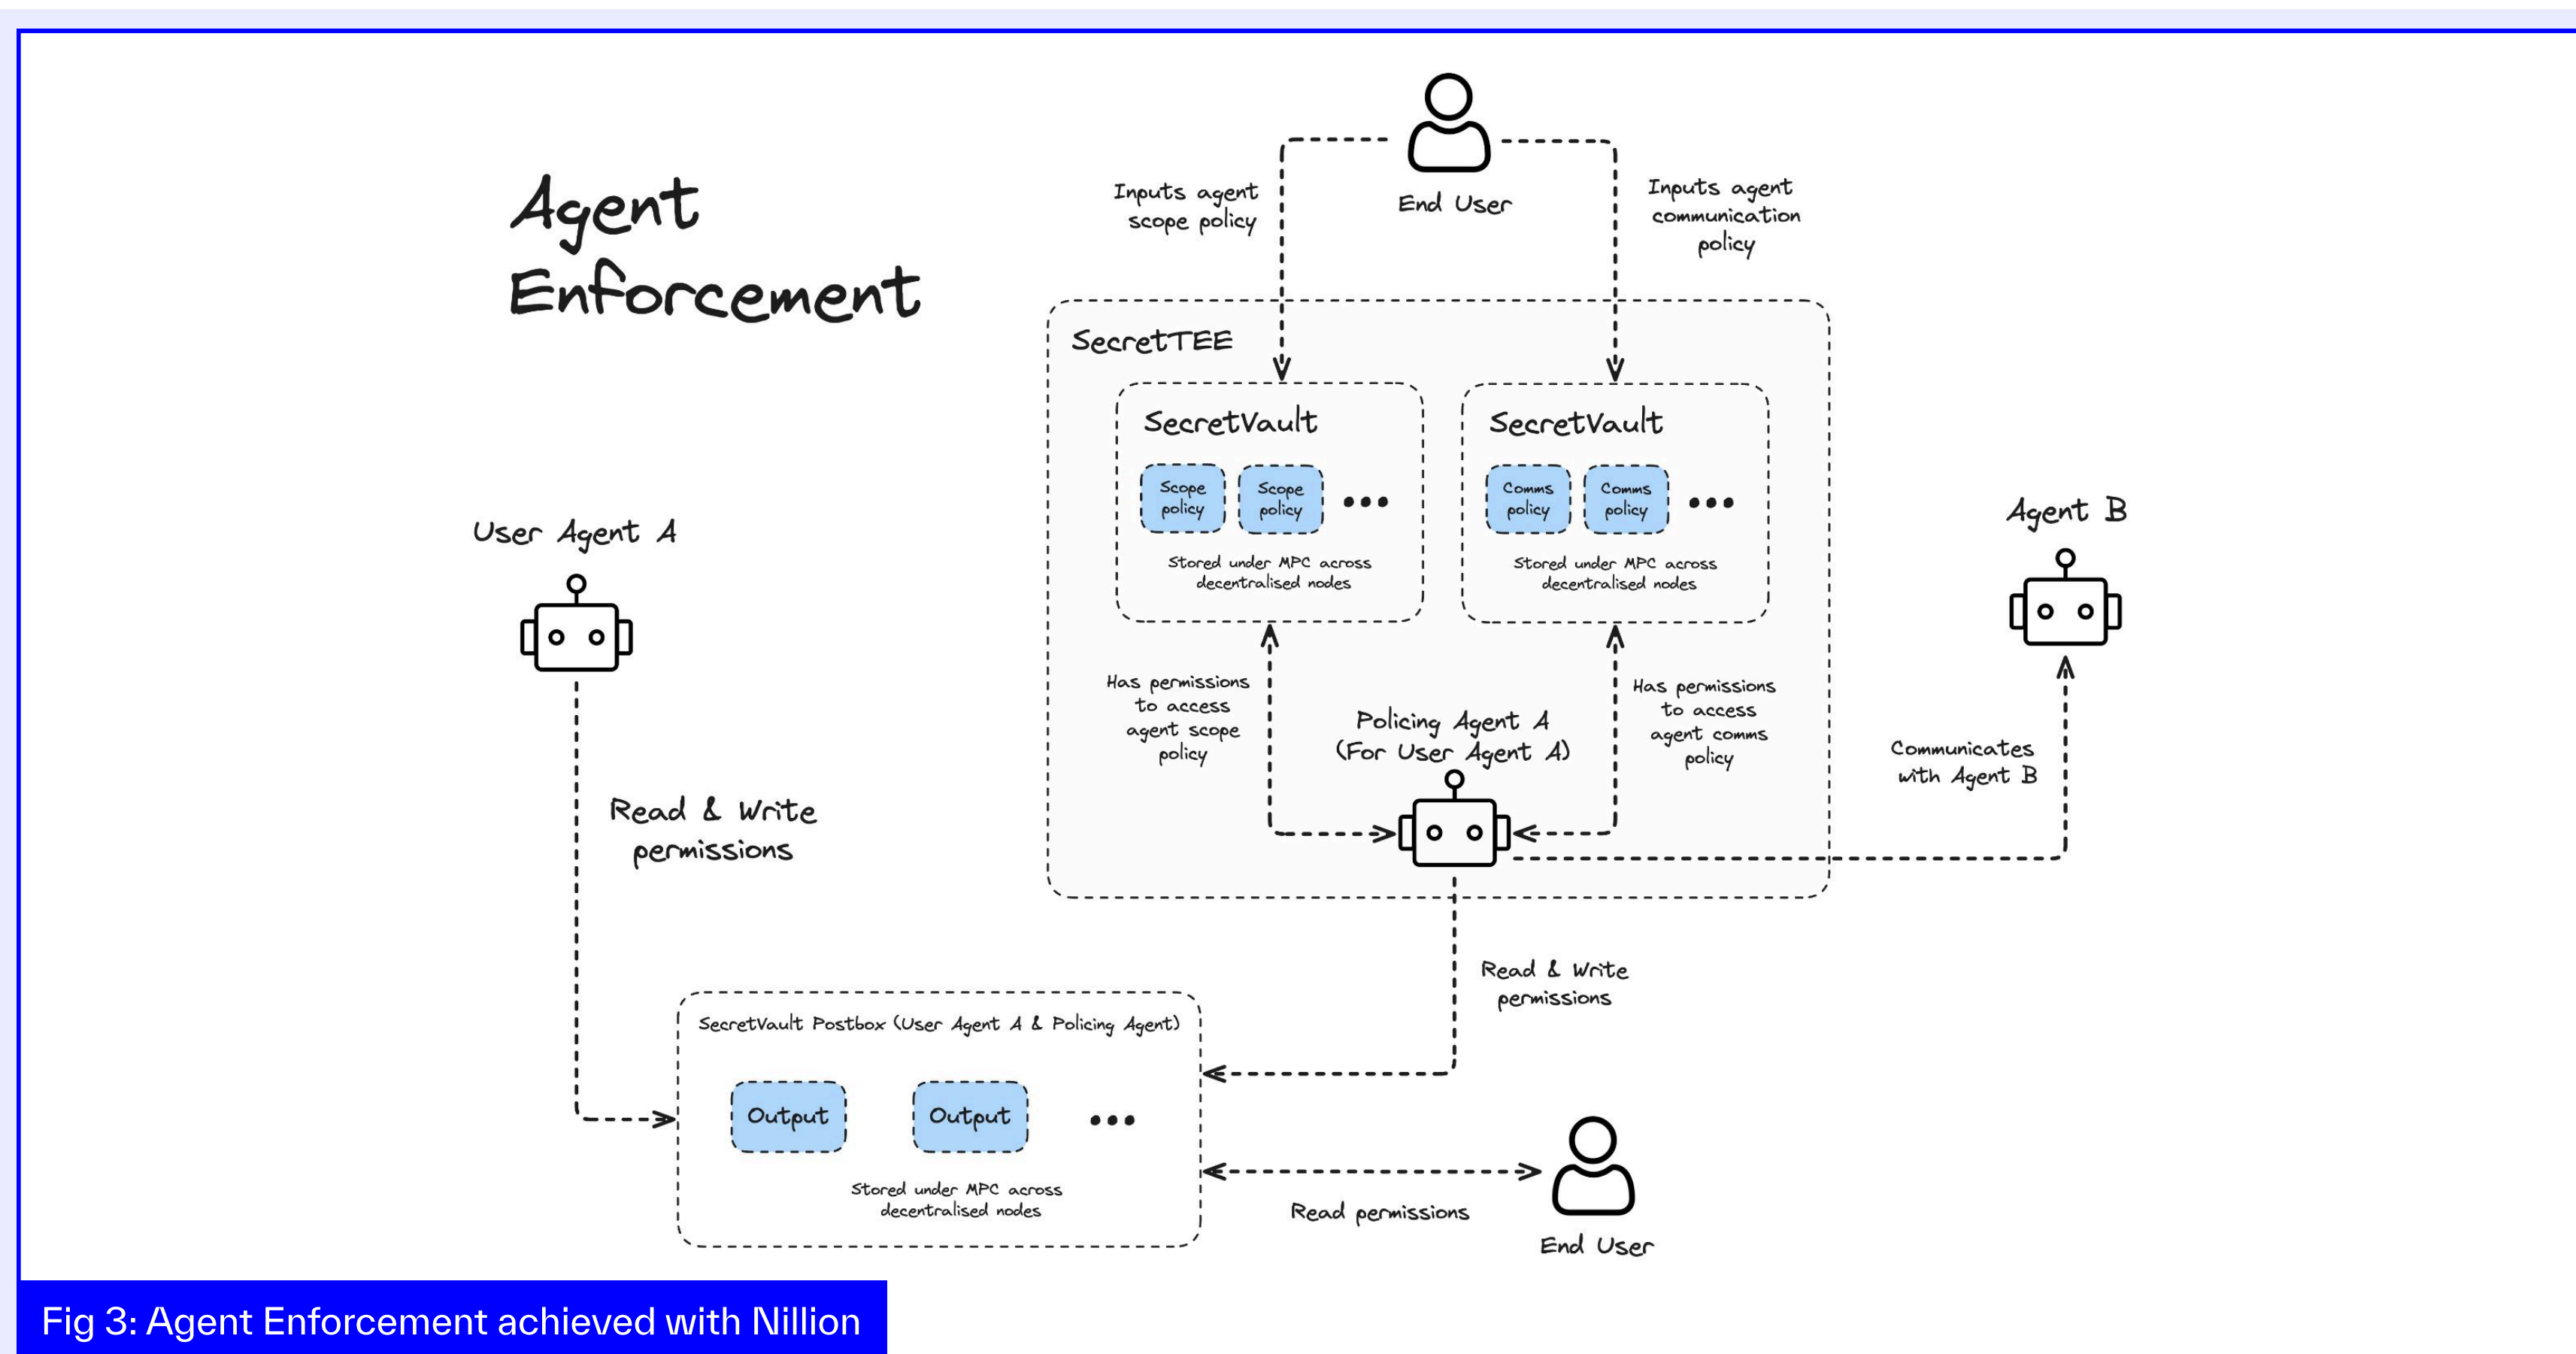 Agent
Enforcement
End User
Inputs agent
scope policy
Inputs agent
communication
policy
SecretTEE
SecretVault
Scope
policy
Scope
policy
Stored under MPC across
decentralised nodes
SecretVault
Comms
policy
Comms
policy
Stored under MPC across
decentralised nodes
User Agent A
Agent B
Has permissions
to access
agent scope
policy
Policing Agent A
(For User Agent A)
Has permissions
to access
agent comms
policy
Communicates
with Agent B
Read & Write
permissions
Read & Write
permissions
SecretVault Postbox (User Agent A & Policing Agent)
Output
Output
Stored under MPC across
decentralised nodes
Read permissions
End User
Fig 3: Agent Enforcement achieved with Nillion